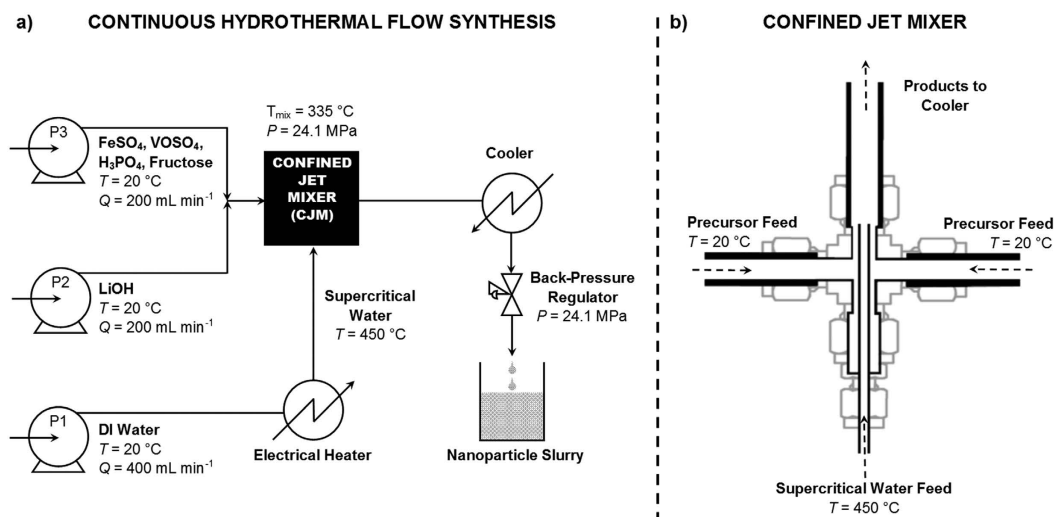 a) CONTINUOUS HYDROTHERMAL FLOW SYNTHESIS
P3
FeSO₄, VOSO₄,
H₃PO₄, Fructose
T = 20 °C
Q = 200 mL min⁻¹
Tmix = 335 °C
P = 24.1 MPa
CONFINED
JET
MIXER
(CJM)
Cooler
P2
LiOH
T = 20 °C
Q = 200 mL min⁻¹
Supercritical
Water
T = 450 °C
Back-Pressure
Regulator
P = 24.1 MPa
P1
DI Water
T = 20 °C
Q = 400 mL min⁻¹
Electrical Heater
Nanoparticle Slurry
b) CONFINED JET MIXER
Products to
Cooler
Precursor Feed
T = 20 °C
Precursor Feed
T = 20 °C
Supercritical Water Feed
T = 450 °C